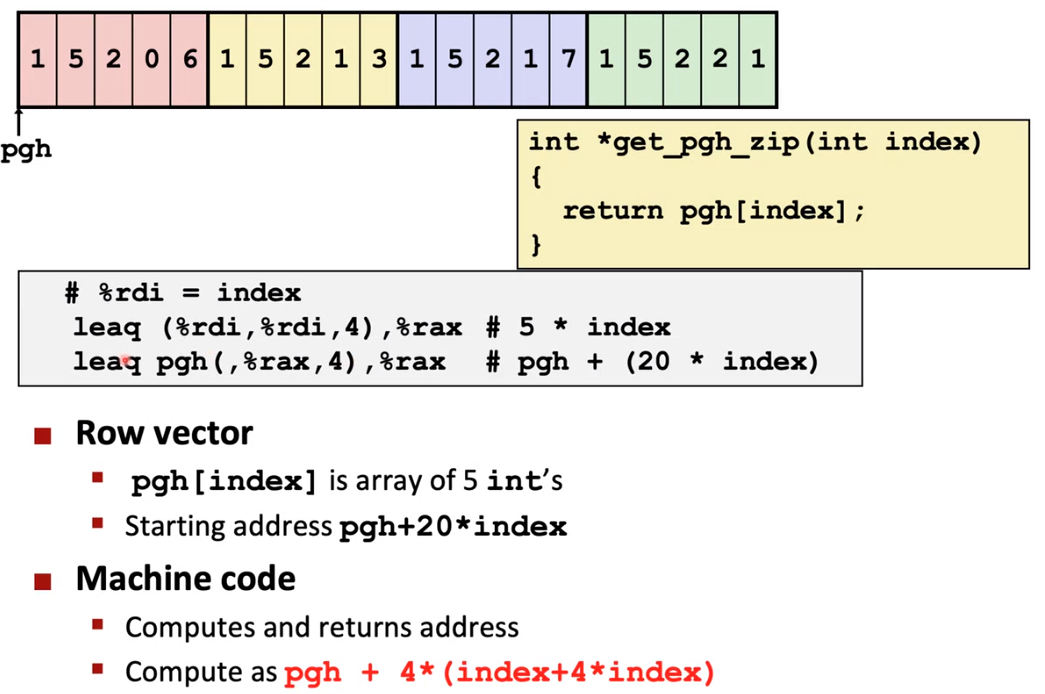 1 5 2 0 6 1 5 2 1 3 1 5 2 1 7 1 5 2 2 1
pgh
int *get_pgh_zip(int index)
{
return pgh[index];
}
# %rdi = index
leaq (%rdi,%rdi,4),%rax # 5 * index
leaq pgh(,%rax,4),%rax # pgh + (20 * index)
Row vector
pgh[index] is array of 5 int's
Starting address pgh+20*index
Machine code
Computes and returns address
Compute as pgh + 4*(index+4*index)